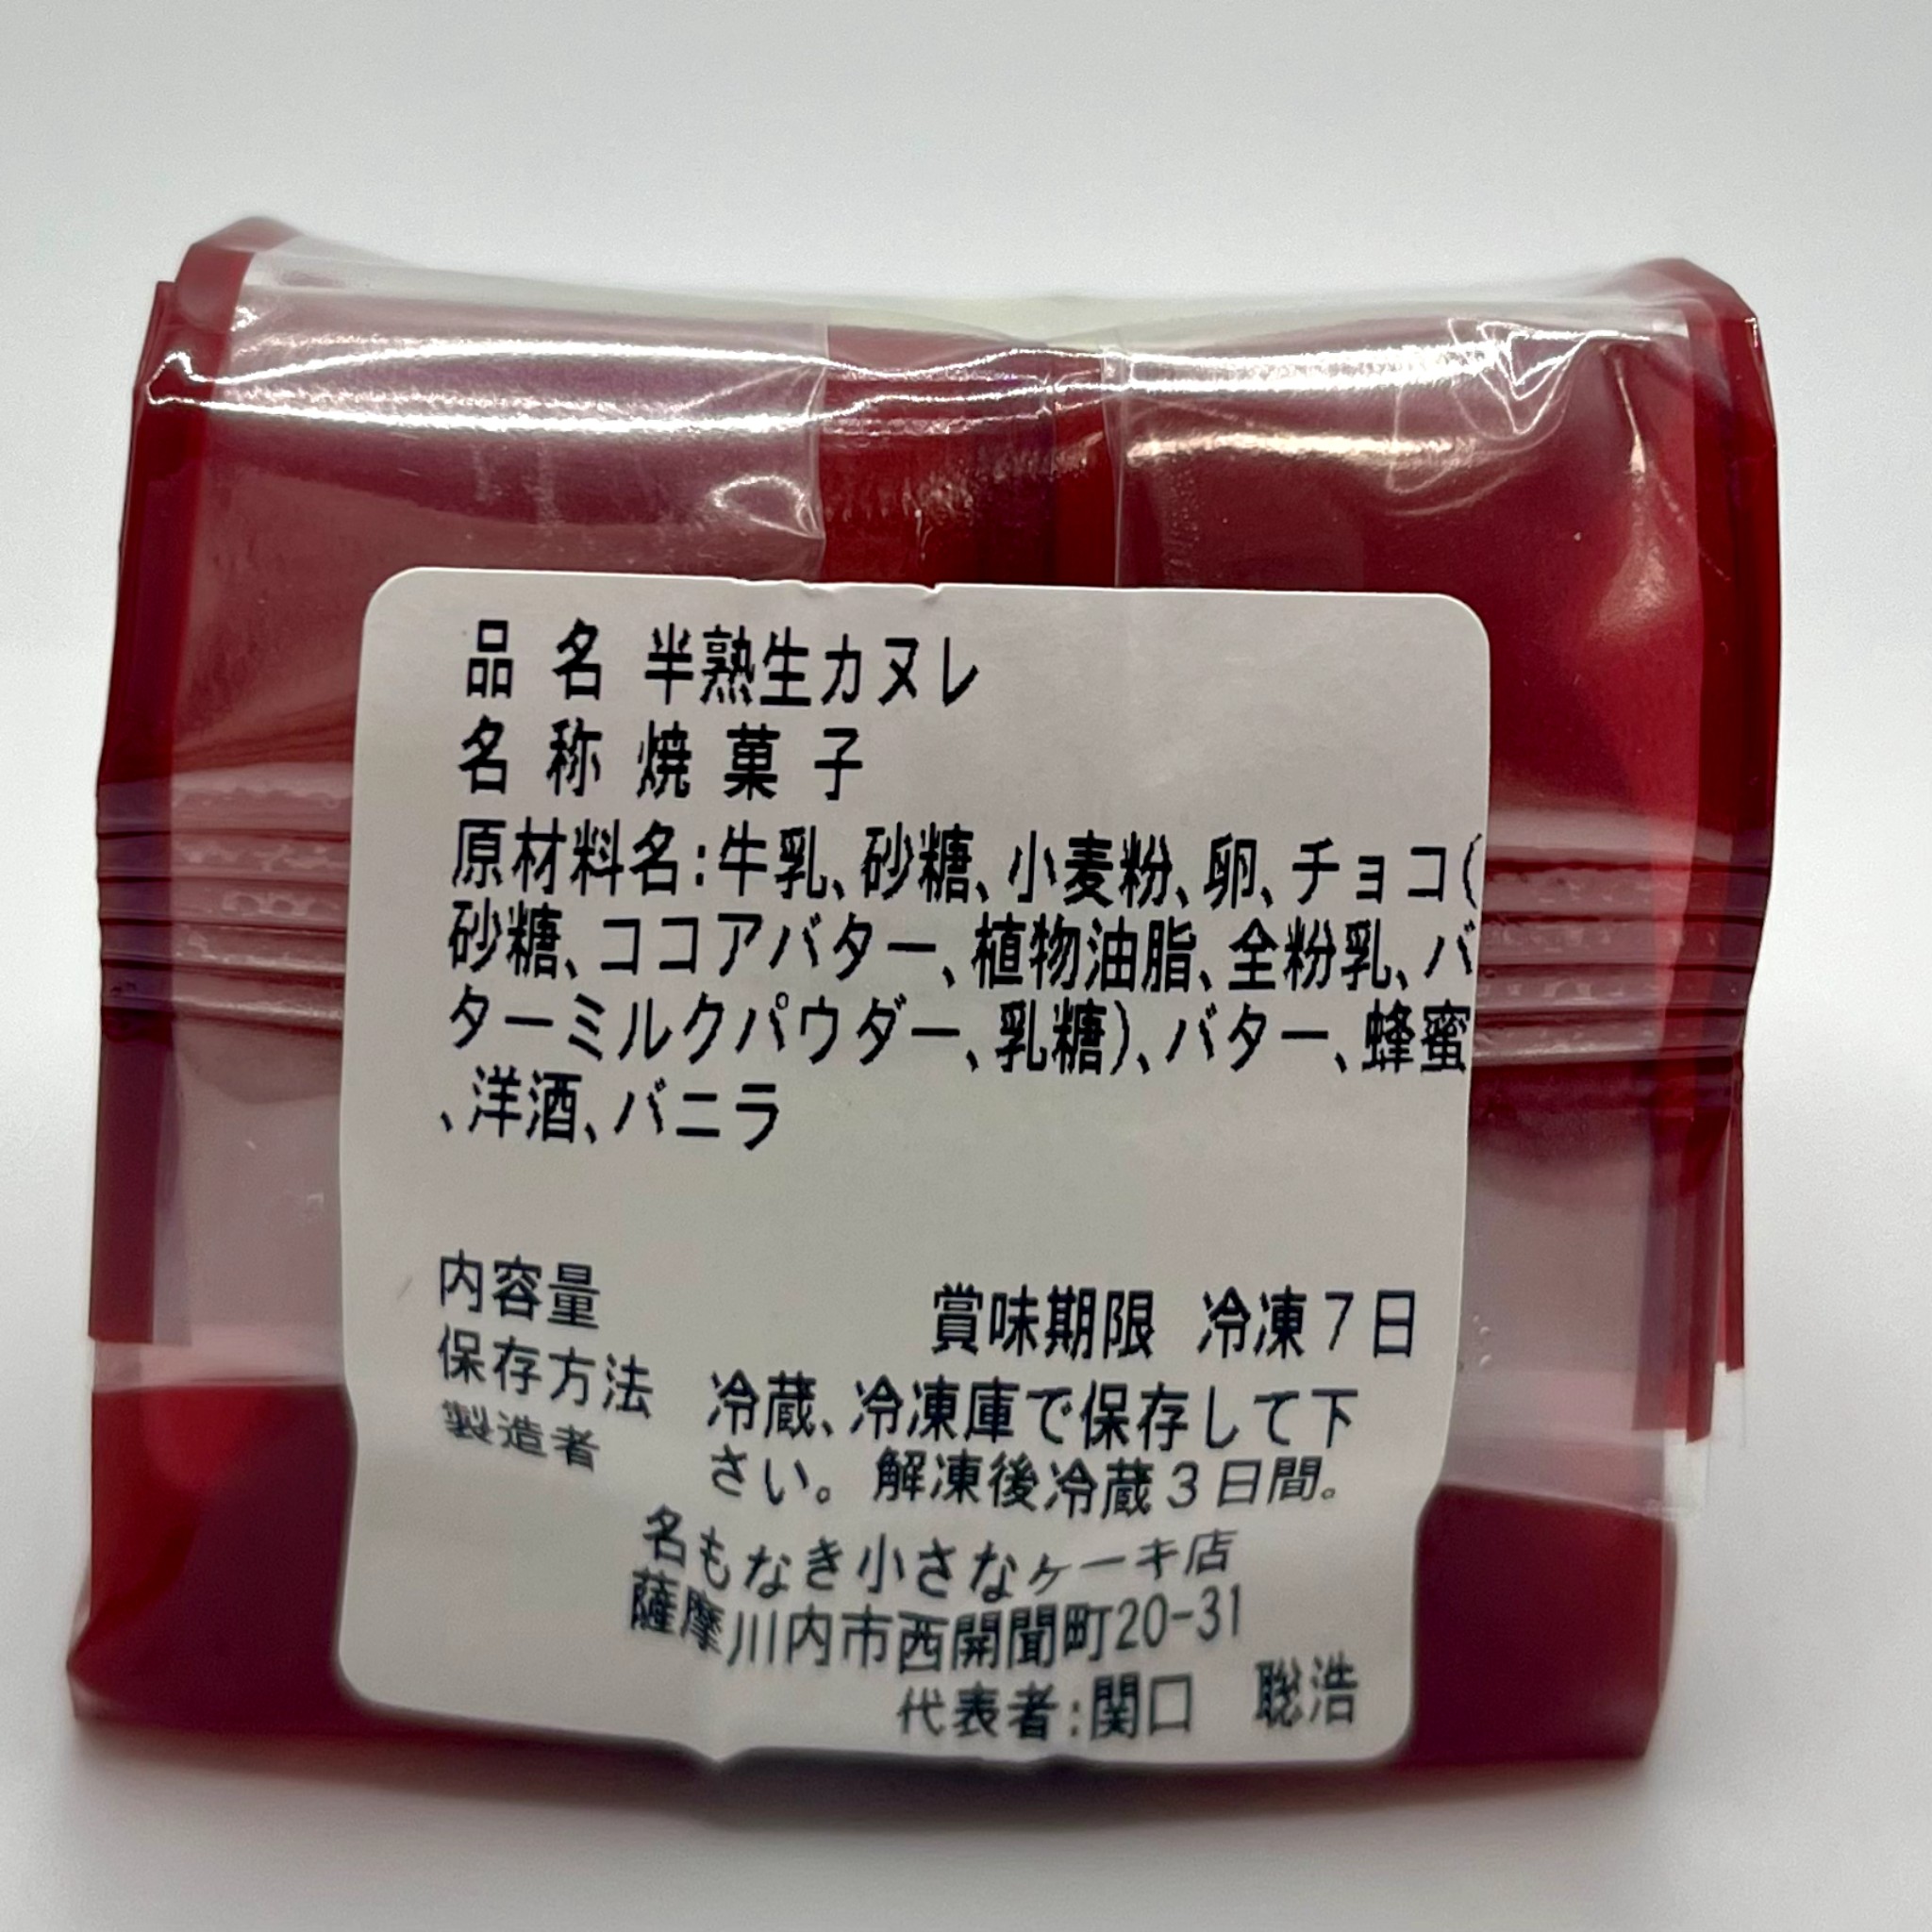 品名 半熟生カヌレ
名称 焼菓子
原材料名:牛乳、砂糖、小麦粉、卵、チョコ(
砂糖、ココアバター、植物油脂、全粉乳、バ
ターミルクパウダー、乳糖)、バター、蜂蜜
、洋酒、バニラ
内容量 賞味期限 冷凍7日
保存方法 冷蔵、冷凍庫で保存して下
さい。解凍後冷蔵3日間。
製造者
名もなき小さなケーキ店
薩摩川内市西開聞町20-31
代表者:関口 聡浩